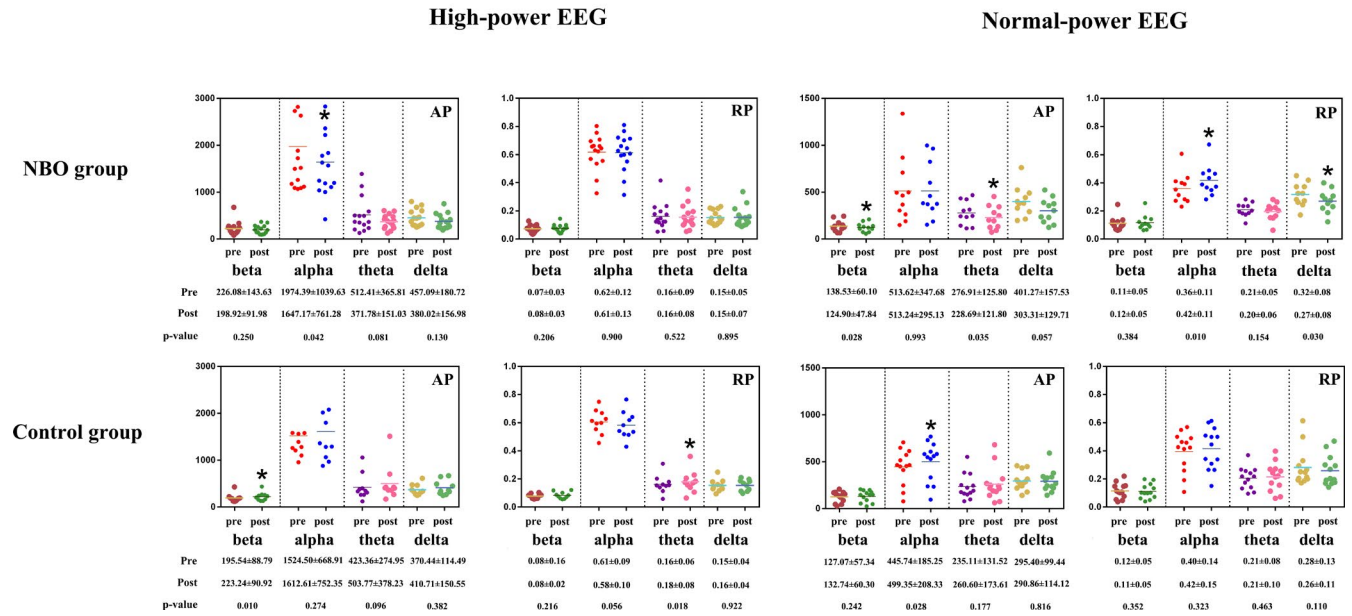 High-power EEG Normal-power EEG
NBO group
3000 2000 1000 0 AP
1.0 0.8 0.6 0.4 0.2 0.0 RP
1500 1000 500 0 AP
1.0 0.8 0.6 0.4 0.2 0.0 RP
* * * * *
pre post pre post pre post pre post pre post pre post pre post pre post pre post pre post pre post pre post pre post pre post pre post pre post
beta alpha theta delta beta alpha theta delta beta alpha theta delta beta alpha theta delta
Pre 226.08±143.63 1974.39±1039.63 512.41±365.81 457.09±180.72 0.07±0.03 0.62±0.12 0.16±0.09 0.15±0.05 138.53±60.10 513.62±347.68 276.91±125.80 401.27±157.53 0.11±0.05 0.36±0.11 0.21±0.05 0.32±0.08
Post 198.92±91.98 1647.17±761.28 371.78±151.03 380.02±156.98 0.08±0.03 0.61±0.13 0.16±0.08 0.15±0.07 124.90±47.84 513.24±295.13 228.69±121.80 303.31±129.71 0.12±0.05 0.42±0.11 0.20±0.06 0.27±0.08
p-value 0.250 0.042 0.081 0.130 0.206 0.900 0.522 0.895 0.028 0.993 0.035 0.057 0.384 0.010 0.154 0.030
Control group
3000 2000 1000 0 AP
1.0 0.8 0.6 0.4 0.2 0.0 RP
1500 1000 500 0 AP
1.0 0.8 0.6 0.4 0.2 0.0 RP
* * *
pre post pre post pre post pre post pre post pre post pre post pre post pre post pre post pre post pre post pre post pre post pre post pre post
beta alpha theta delta beta alpha theta delta beta alpha theta delta beta alpha theta delta
Pre 195.54±88.79 1524.50±668.91 423.36±274.95 370.44±114.49 0.08±0.16 0.61±0.09 0.16±0.06 0.15±0.04 127.07±57.34 445.74±185.25 235.11±131.52 295.40±99.44 0.12±0.05 0.40±0.14 0.21±0.08 0.28±0.13
Post 223.24±90.92 1612.61±752.35 503.77±378.23 410.71±150.55 0.08±0.02 0.58±0.10 0.18±0.08 0.16±0.04 132.74±60.30 499.35±208.33 260.60±173.61 290.86±114.12 0.11±0.05 0.42±0.15 0.21±0.10 0.26±0.11
p-value 0.010 0.274 0.096 0.382 0.216 0.056 0.018 0.922 0.242 0.028 0.177 0.816 0.352 0.323 0.463 0.110